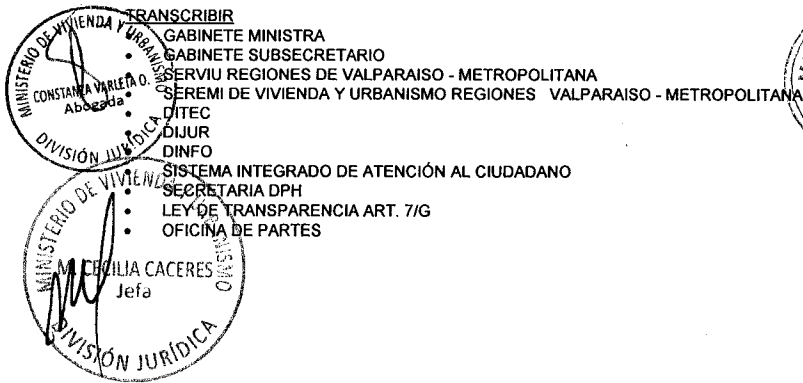 TRANSCRIBIR
• GABINETE MINISTRA
• GABINETE SUBSECRETARIO
• SERVIU REGIONES DE VALPARAISO - METROPOLITANA
• SEREMI DE VIVIENDA Y URBANISMO REGIONES VALPARAISO - METROPOLITANA
• DITEC
• DIJUR
• DINFO
• SISTEMA INTEGRADO DE ATENCIÓN AL CIUDADANO
• SECRETARIA DPH
• LEY DE TRANSPARENCIA ART. 7/G
• OFICINA DE PARTES
MINISTERIO DE VIVIENDA Y URBANISMO
CONSTANZA VARLETA O.
Abogada
DIVISIÓN JURÍDICA
MINISTERIO DE VIVIENDA Y URBANISMO
M. CECILIA CACERES
Jefa
DIVISIÓN JURÍDICA